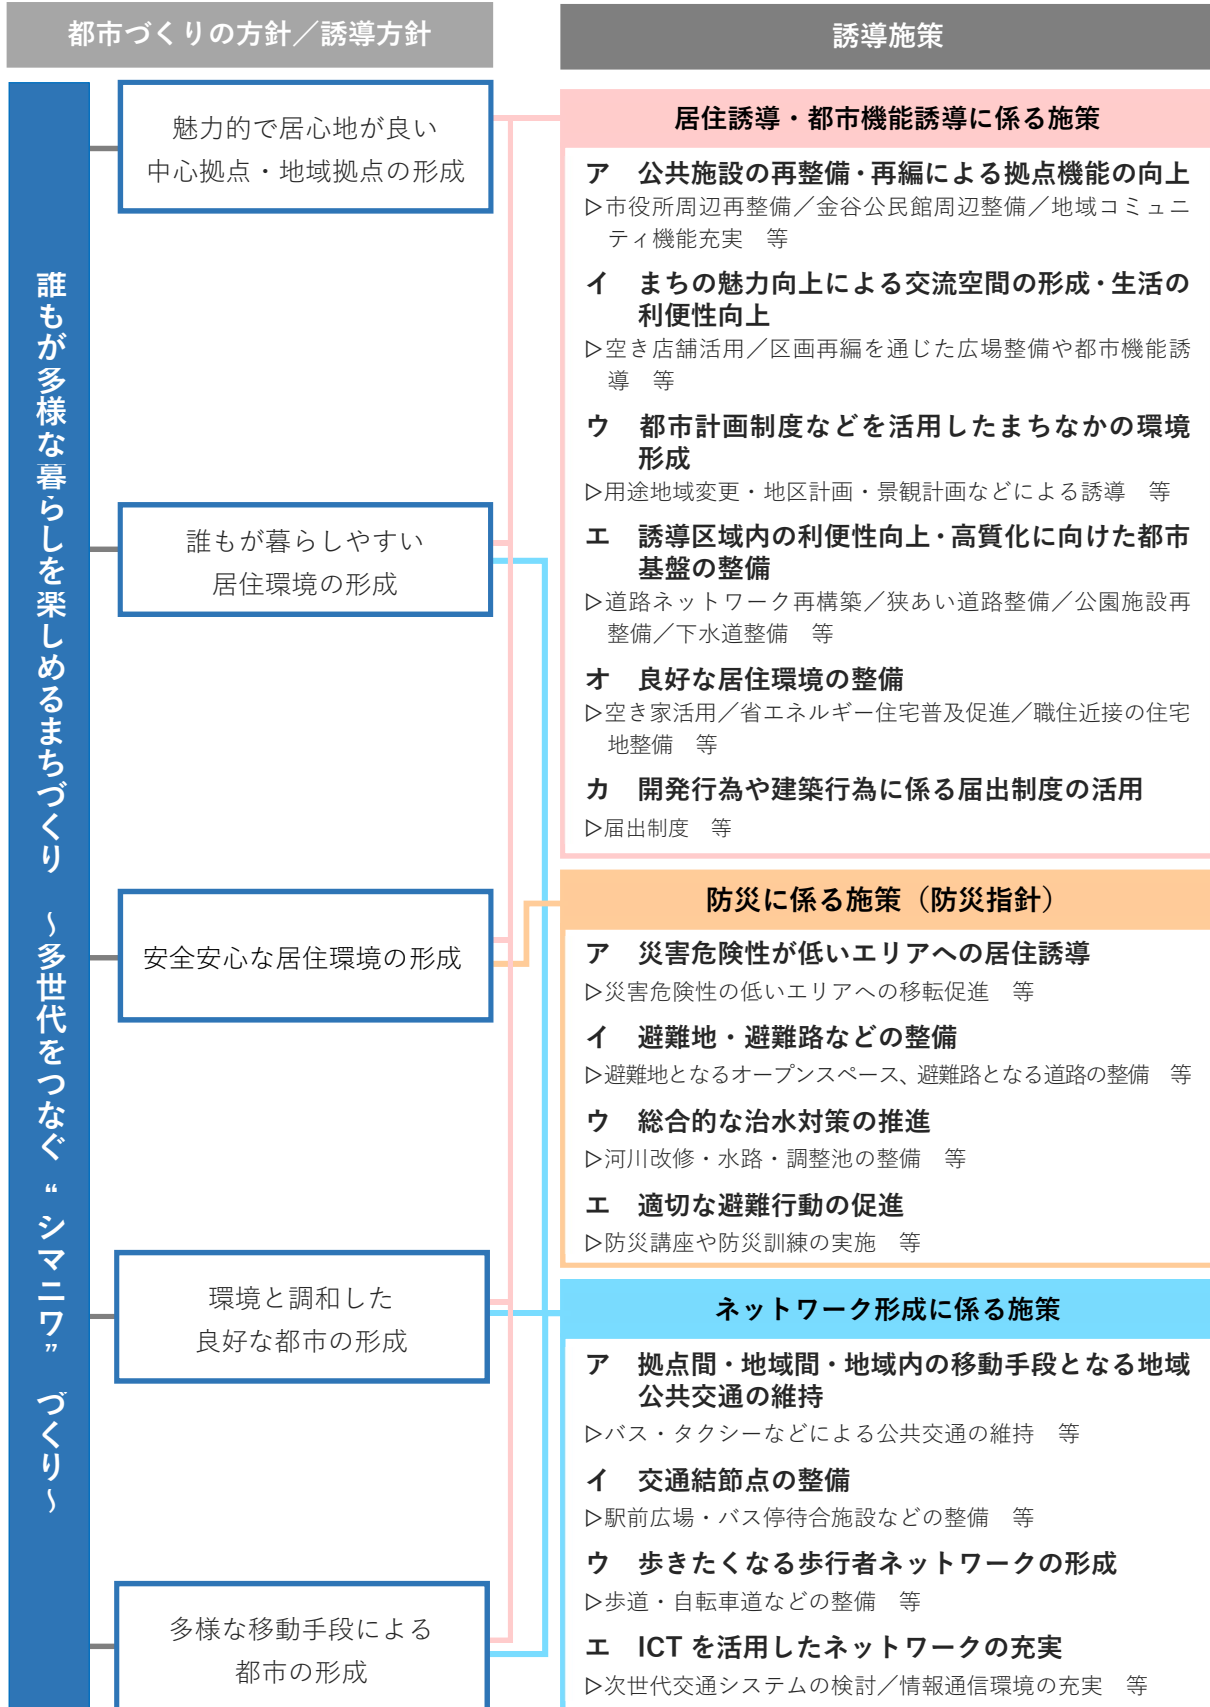 都市づくりの方針／誘導方針
誰もが多様な暮らしを楽しめるまちづくり　～多世代をつなぐ“シマニワ”づくり～
魅力的で居心地が良い
中心拠点・地域拠点の形成
誰もが暮らしやすい
居住環境の形成
安全安心な居住環境の形成
環境と調和した
良好な都市の形成
多様な移動手段による
都市の形成
誘導施策
居住誘導・都市機能誘導に係る施策
ア　公共施設の再整備・再編による拠点機能の向上
▷市役所周辺再整備／金谷公民館周辺整備／地域コミュニ
ティ機能充実　等
イ　まちの魅力向上による交流空間の形成・生活の
利便性向上
▷空き店舗活用／区画再編を通じた広場整備や都市機能誘
導　等
ウ　都市計画制度などを活用したまちなかの環境
形成
▷用途地域変更・地区計画・景観計画などによる誘導　等
エ　誘導区域内の利便性向上・高質化に向けた都市
基盤の整備
▷道路ネットワーク再構築／狭あい道路整備／公園施設再
整備／下水道整備　等
オ　良好な居住環境の整備
▷空き家活用／省エネルギー住宅普及促進／職住近接の住宅
地整備　等
カ　開発行為や建築行為に係る届出制度の活用
▷届出制度　等
防災に係る施策（防災指針）
ア　災害危険性が低いエリアへの居住誘導
▷災害危険性の低いエリアへの移転促進　等
イ　避難地・避難路などの整備
▷避難地となるオープンスペース、避難路となる道路の整備　等
ウ　総合的な治水対策の推進
▷河川改修・水路・調整池の整備　等
エ　適切な避難行動の促進
▷防災講座や防災訓練の実施　等
ネットワーク形成に係る施策
ア　拠点間・地域間・地域内の移動手段となる地域
公共交通の維持
▷バス・タクシーなどによる公共交通の維持　等
イ　交通結節点の整備
▷駅前広場・バス停待合施設などの整備　等
ウ　歩きたくなる歩行者ネットワークの形成
▷歩道・自転車道などの整備　等
エ　ICT を活用したネットワークの充実
▷次世代交通システムの検討／情報通信環境の充実　等